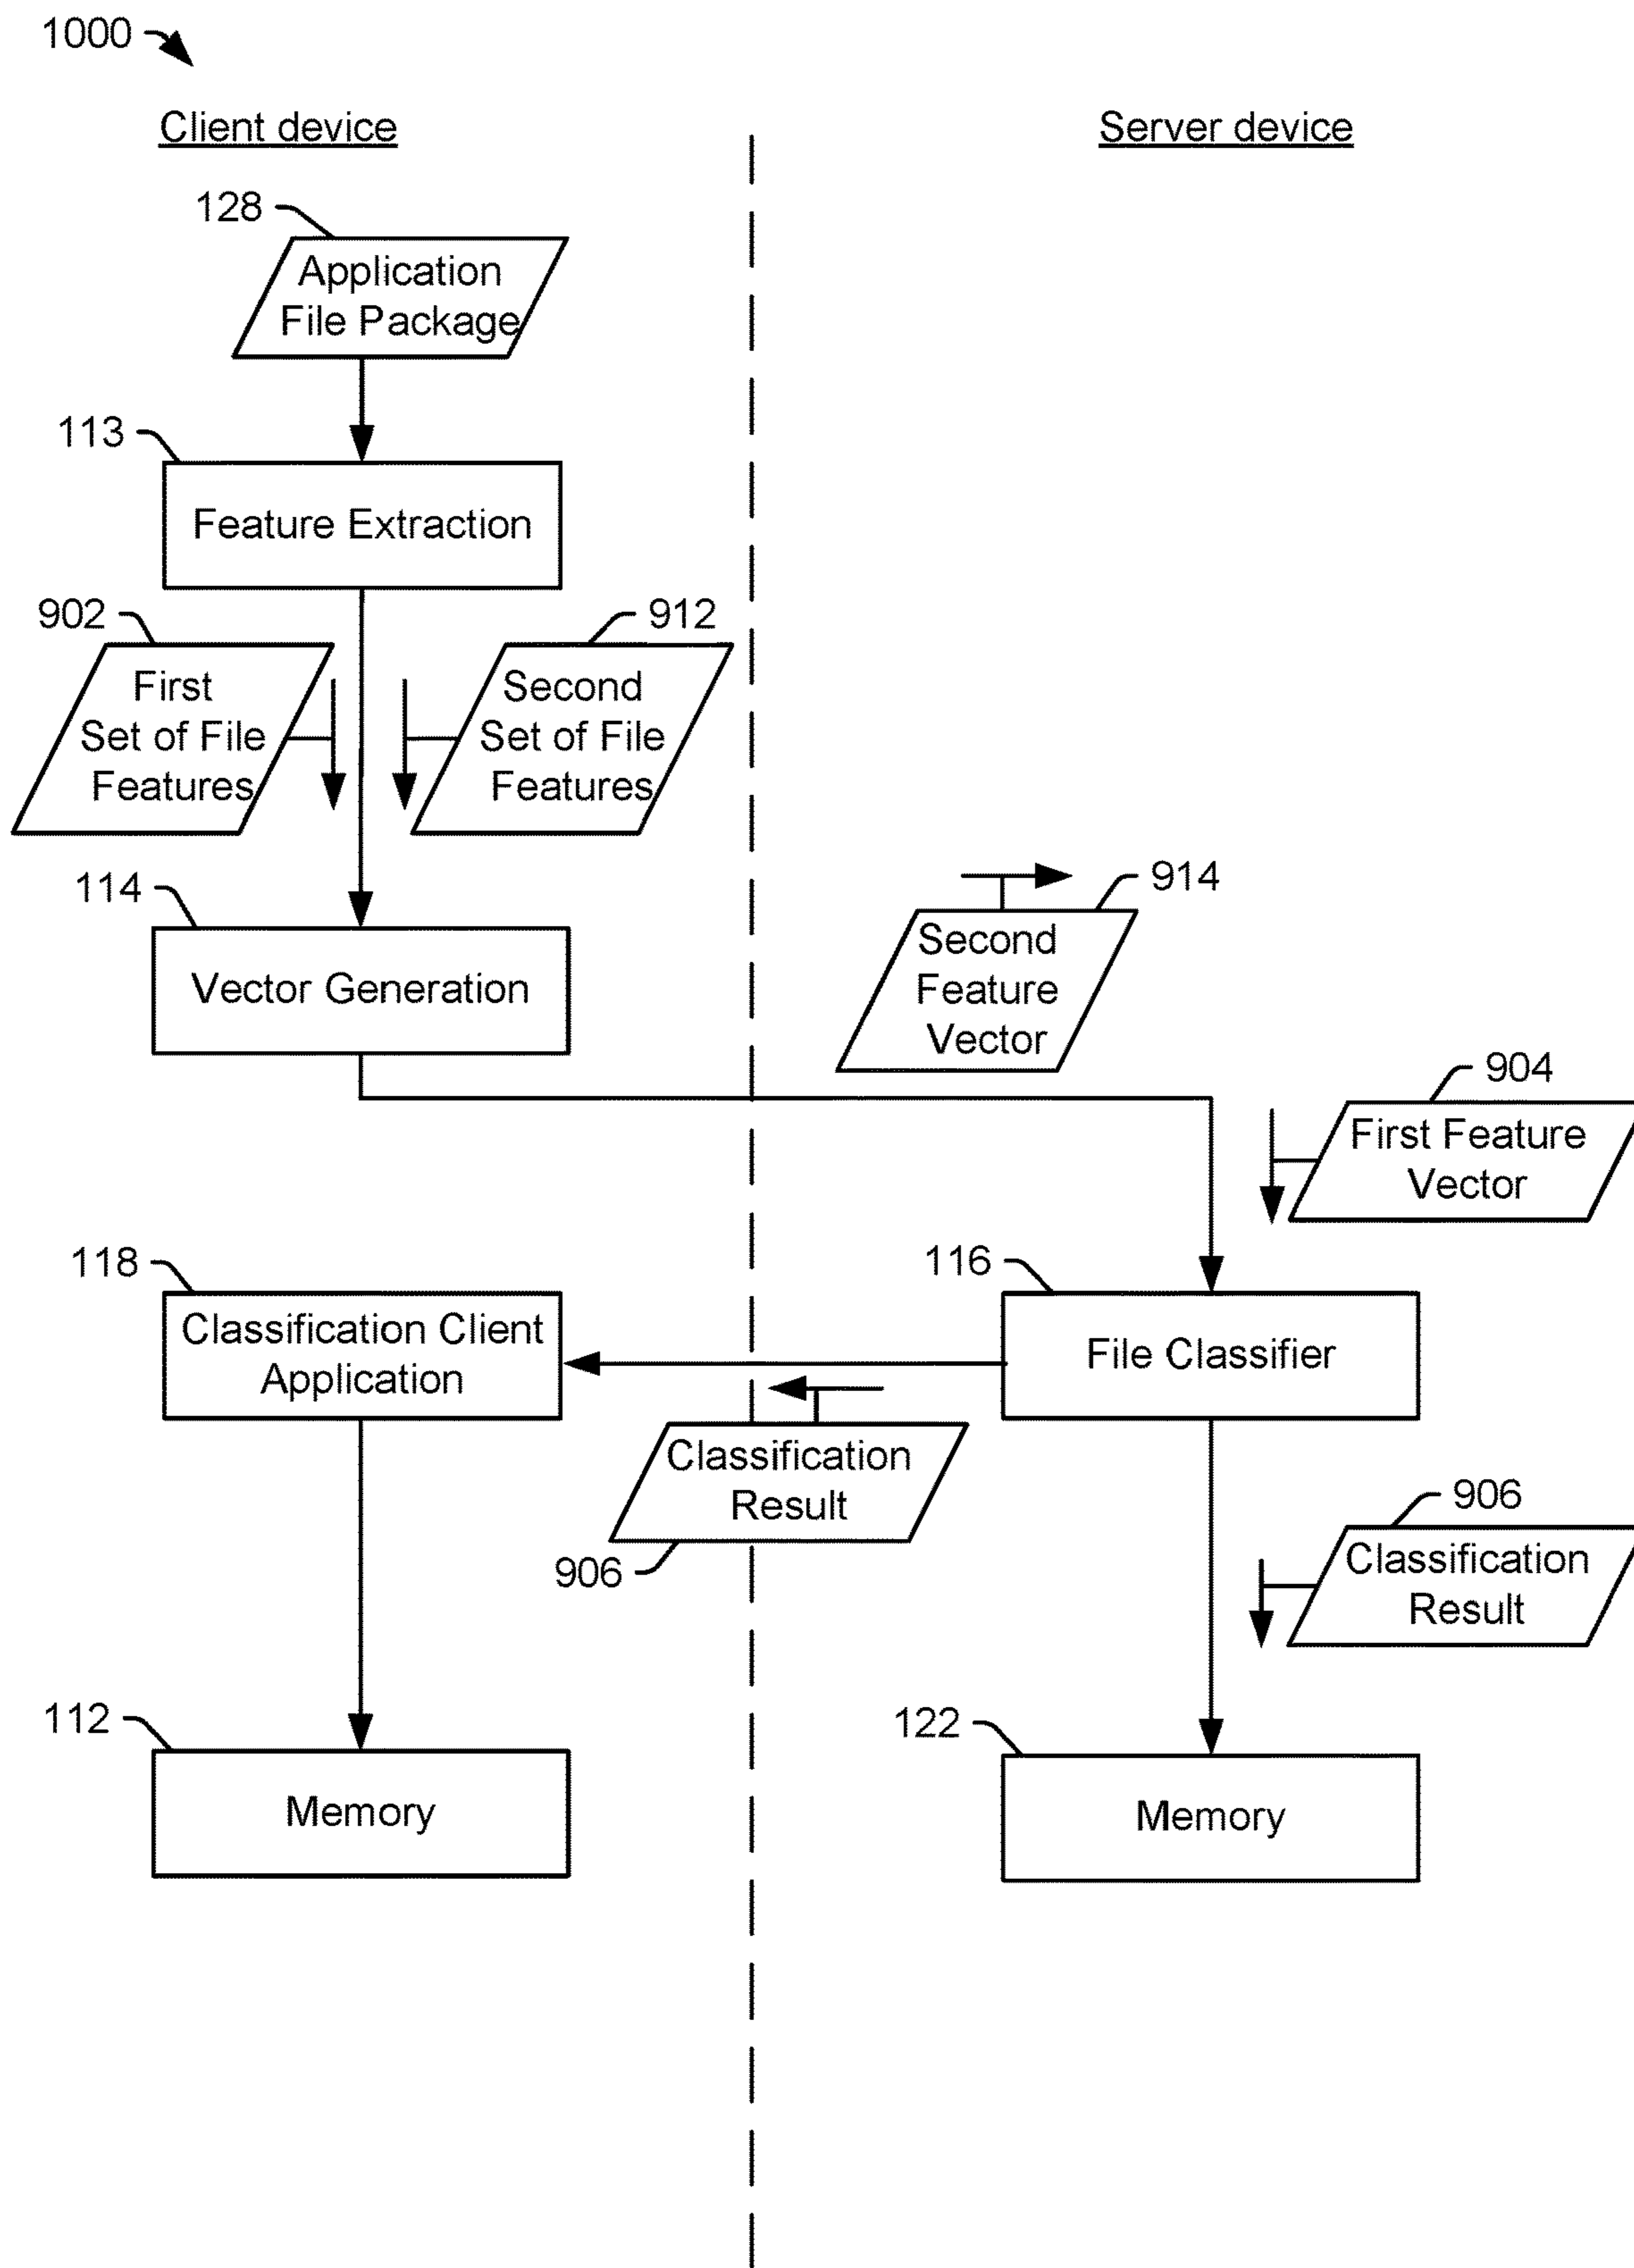 1000
Client device
Server device
128
Application
File Package
113
Feature Extraction
902
First
Set of File
Features
912
Second
Set of File
Features
114
Vector Generation
914
Second
Feature
Vector
904
First Feature
Vector
118
Classification Client
Application
116
File Classifier
Classification
Result
906
906
Classification
Result
112
Memory
122
Memory